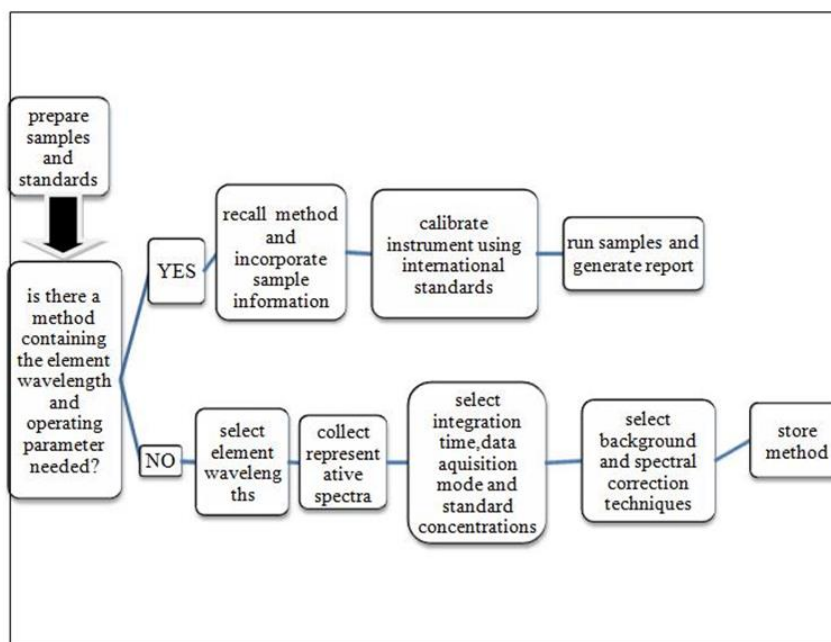 prepare
samples
and
standards
is there a
method
containing
the element
wavelength
and
operating
parameter
needed?
YES
recall method
and
incorporate
sample
information
calibrate
instrument using
international
standards
run samples and
generate report
NO
select
element
waveleng
ths
collect
represent
ative
spectra
select
integration
time,data
aquisition
mode and
standard
concentrations
select
background
and spectral
correction
techniques
store
method